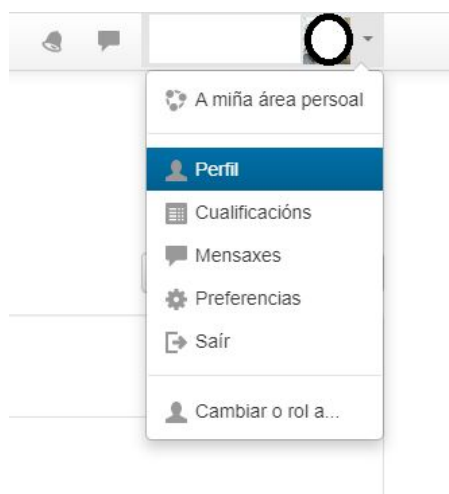 A miña área persoal
Perfil
Cualificacións
Mensaxes
Preferencias
Saír
Cambiar o rol a...